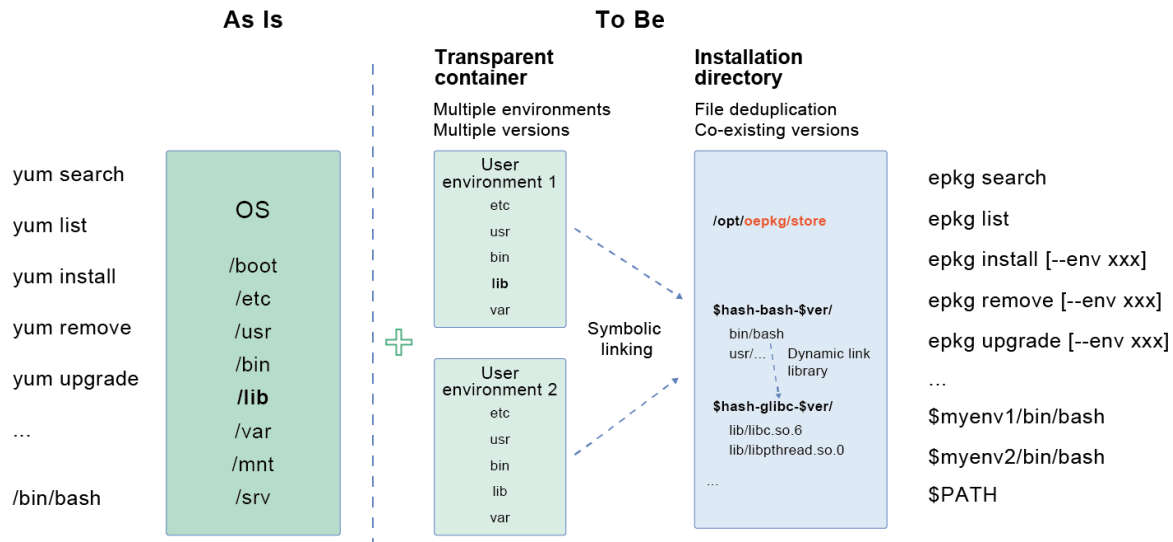 As Is
To Be
yum search
yum list
yum install
yum remove
yum upgrade
...
/bin/bash
OS
/boot
/etc
/usr
/bin
/lib
/var
/mnt
/srv
Transparent
container
Multiple environments
Multiple versions
User
environment 1
etc
usr
bin
lib
var
User
environment 2
etc
usr
bin
lib
var
Symbolic
linking
Installation
directory
File deduplication
Co-existing versions
/opt/oepkg/store
$hash-bash-$ver/
bin/bash
usr/...
Dynamic link
library
$hash-glibc-$ver/
lib/libc.so.6
lib/libpthread.so.0
...
epkg search
epkg list
epkg install [--env xxx]
epkg remove [--env xxx]
epkg upgrade [--env xxx]
...
$myenv1/bin/bash
$myenv2/bin/bash
$PATH